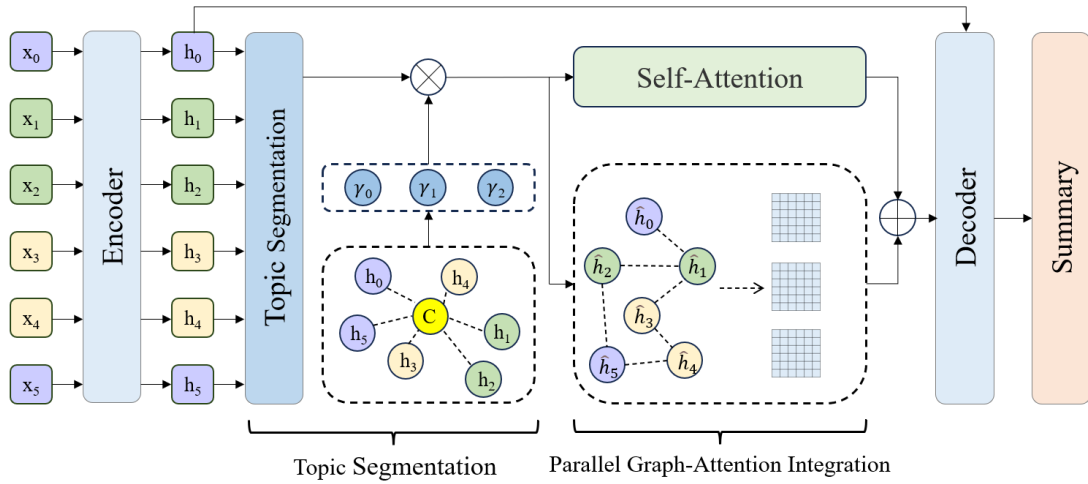 x₀
x₁
x₂
x₃
x₄
x₅
Encoder
h₀
h₁
h₂
h₃
h₄
h₅
Topic Segmentation
γ₀ γ₁ γ₂
h₀
h₄
C
h₅
h₁
h₃
h₂
Self-Attention
ĥ₀
ĥ₂ ĥ₁
ĥ₃
ĥ₅ ĥ₄
Decoder
Summary
Topic Segmentation
Parallel Graph-Attention Integration